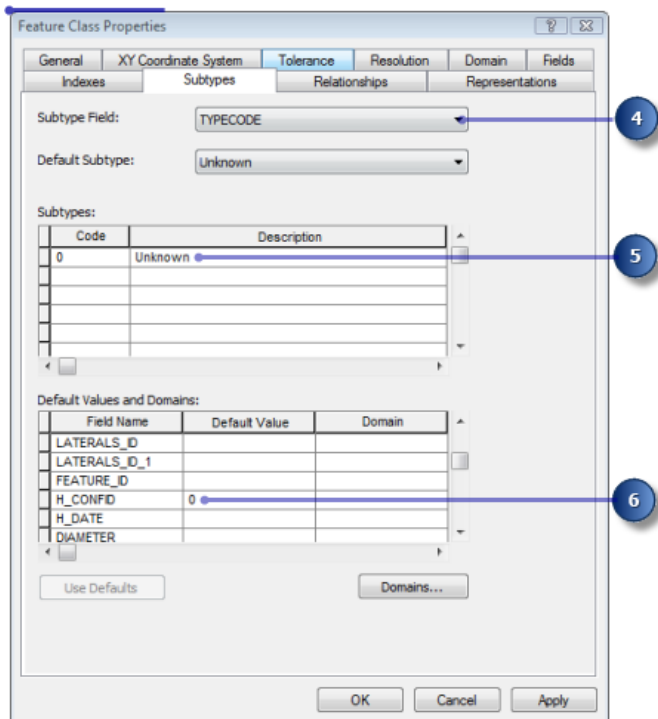 Feature Class Properties
General XY Coordinate System Tolerance Resolution Domain Fields
Indexes Subtypes Relationships Representations
Subtype Field: TYPECODE
4
Default Subtype: Unknown
Subtypes:
Code Description
0 Unknown
5
Default Values and Domains:
Field Name Default Value Domain
LATERALS_ID
LATERALS_ID_1
FEATURE_ID
H_CONFID 0
6
H_DATE
DIAMETER
Use Defaults Domains...
OK Cancel Apply